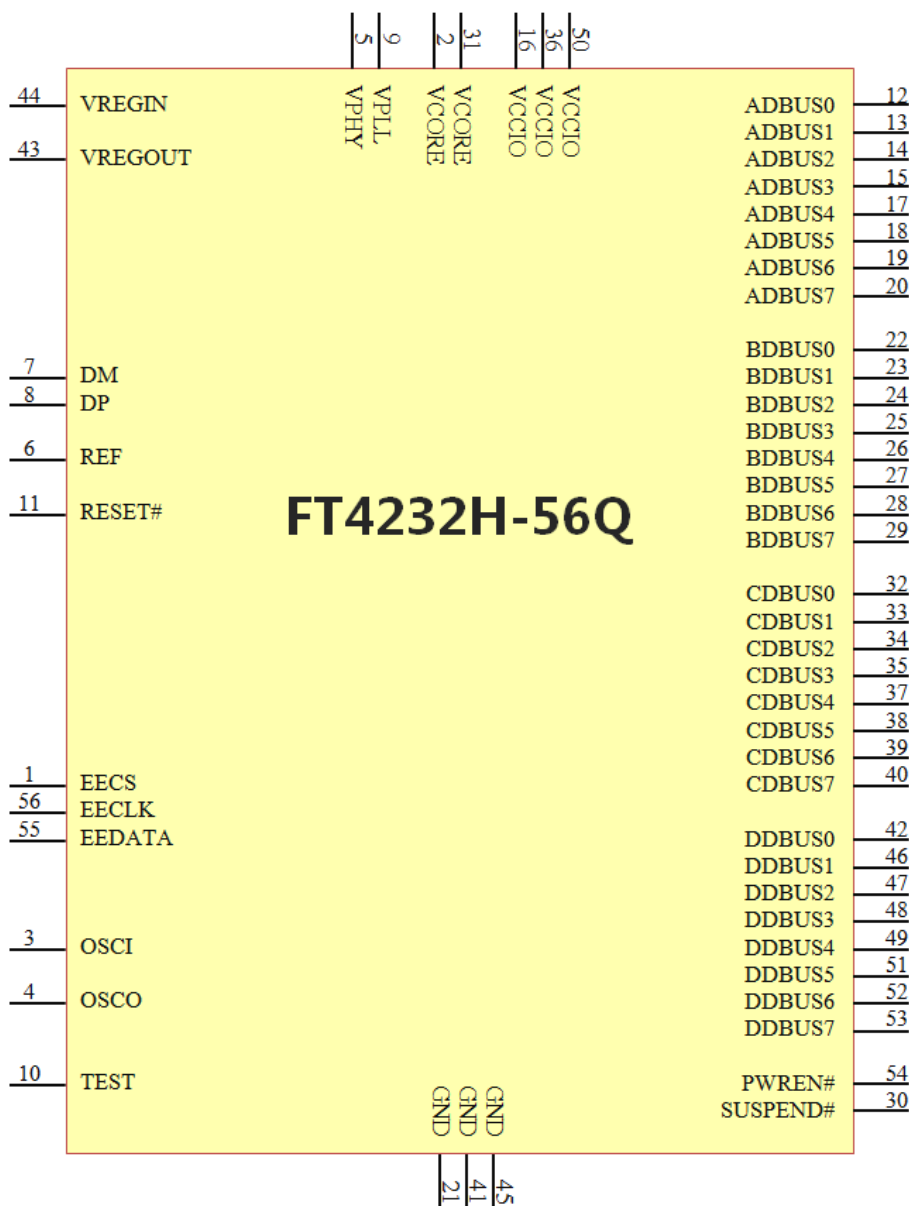 5 9 2 31 16 36 50
VPHY VPLL VCORE VCORE VCCIO VCCIO VCCIO
44 VREGIN
43 VREGOUT
7 DM
8 DP
6 REF
11 RESET#
1 EECS
56 EECLK
55 EEDATA
3 OSCI
4 OSCO
10 TEST
FT4232H-56Q
ADBUS0 12
ADBUS1 13
ADBUS2 14
ADBUS3 15
ADBUS4 17
ADBUS5 18
ADBUS6 19
ADBUS7 20
BDBUS0 22
BDBUS1 23
BDBUS2 24
BDBUS3 25
BDBUS4 26
BDBUS5 27
BDBUS6 28
BDBUS7 29
CDBUS0 32
CDBUS1 33
CDBUS2 34
CDBUS3 35
CDBUS4 37
CDBUS5 38
CDBUS6 39
CDBUS7 40
DDBUS0 42
DDBUS1 46
DDBUS2 47
DDBUS3 48
DDBUS4 49
DDBUS5 51
DDBUS6 52
DDBUS7 53
PWREN# 54
SUSPEND# 30
GND GND GND
21 41 45